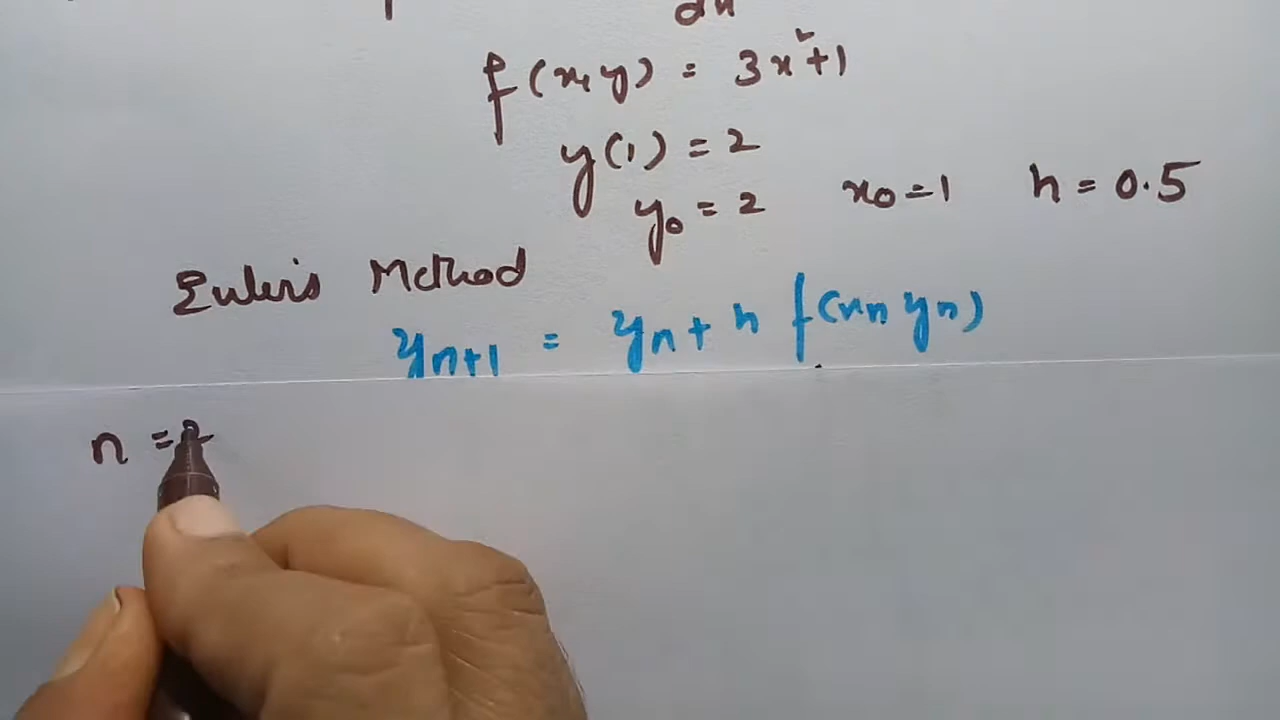 f(x,y) = 3x²+1
y(1) = 2
y₀ = 2 x₀ = 1 h = 0.5
Euler's Method
yₙ₊₁ = yₙ + h f(xₙ yₙ)
n =